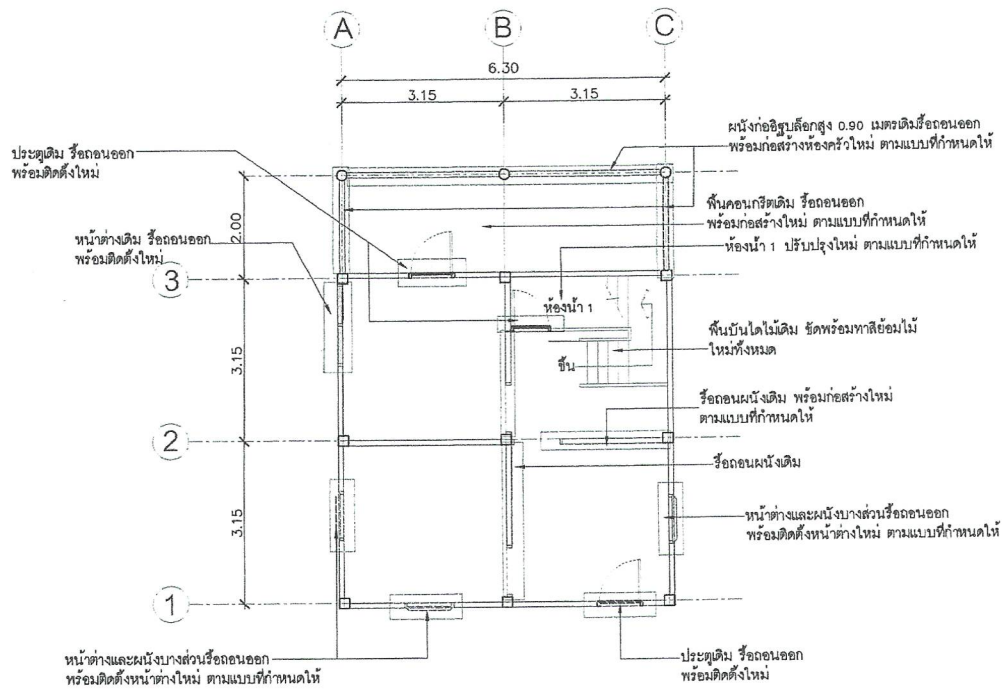 A
B
C
6.30
3.15
3.15
ผนังก่ออิฐบล็อกสูง 0.90 เมตรเดิมรื้อถอนออก
พร้อมก่อสร้างห้องครัวใหม่ ตามแบบที่กำหนดให้
ประตูเดิม รื้อถอนออก
พร้อมติดตั้งใหม่
พื้นคอนกรีตเดิม รื้อถอนออก
พร้อมก่อสร้างใหม่ ตามแบบที่กำหนดให้
หน้าต่างเดิม รื้อถอนออก
พร้อมติดตั้งใหม่
2.00
ห้องน้ำ 1 ปรับปรุงใหม่ ตามแบบที่กำหนดให้
3
ห้องน้ำ 1
พื้นบันไดไม้เดิม ขัดพร้อมทาสีย้อมไม้
ใหม่ทั้งหมด
3.15
ขึ้น
รื้อถอนผนังเดิม พร้อมก่อสร้างใหม่
ตามแบบที่กำหนดให้
2
รื้อถอนผนังเดิม
3.15
หน้าต่างและผนังบางส่วนรื้อถอนออก
พร้อมติดตั้งหน้าต่างใหม่ ตามแบบที่กำหนดให้
1
หน้าต่างและผนังบางส่วนรื้อถอนออก
พร้อมติดตั้งหน้าต่างใหม่ ตามแบบที่กำหนดให้
ประตูเดิม รื้อถอนออก
พร้อมติดตั้งใหม่